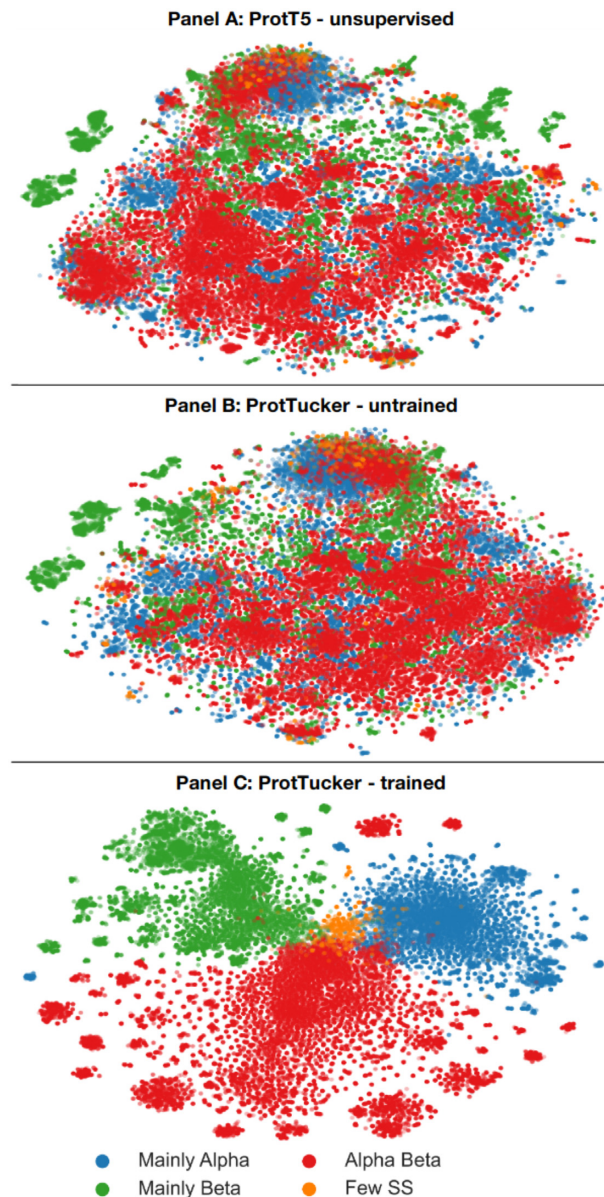 Panel A: ProtT5 - unsupervised
Panel B: ProtTucker - untrained
Panel C: ProtTucker - trained
Mainly Alpha
Alpha Beta
Mainly Beta
Few SS